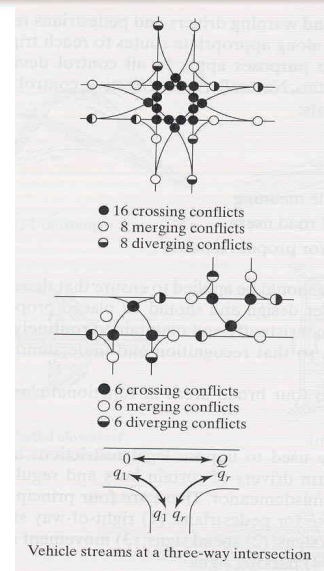 16 crossing conflicts
8 merging conflicts
8 diverging conflicts
6 crossing conflicts
6 merging conflicts
6 diverging conflicts
0 Q
q₁ qᵣ
q₁ qᵣ
Vehicle streams at a three-way intersection